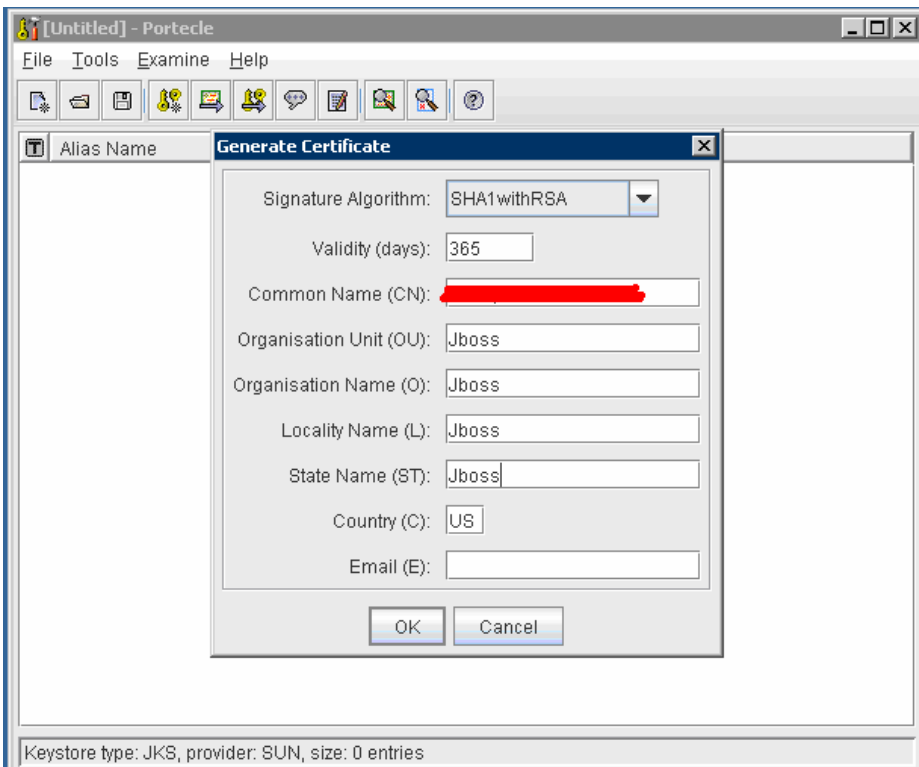 [Untitled] - Portecle
File Tools Examine Help
T Alias Name
Generate Certificate
Signature Algorithm: SHA1withRSA
Validity (days): 365
Common Name (CN):
Organisation Unit (OU): Jboss
Organisation Name (O): Jboss
Locality Name (L): Jboss
State Name (ST): Jboss
Country (C): US
Email (E):
OK Cancel
Keystore type: JKS, provider: SUN, size: 0 entries